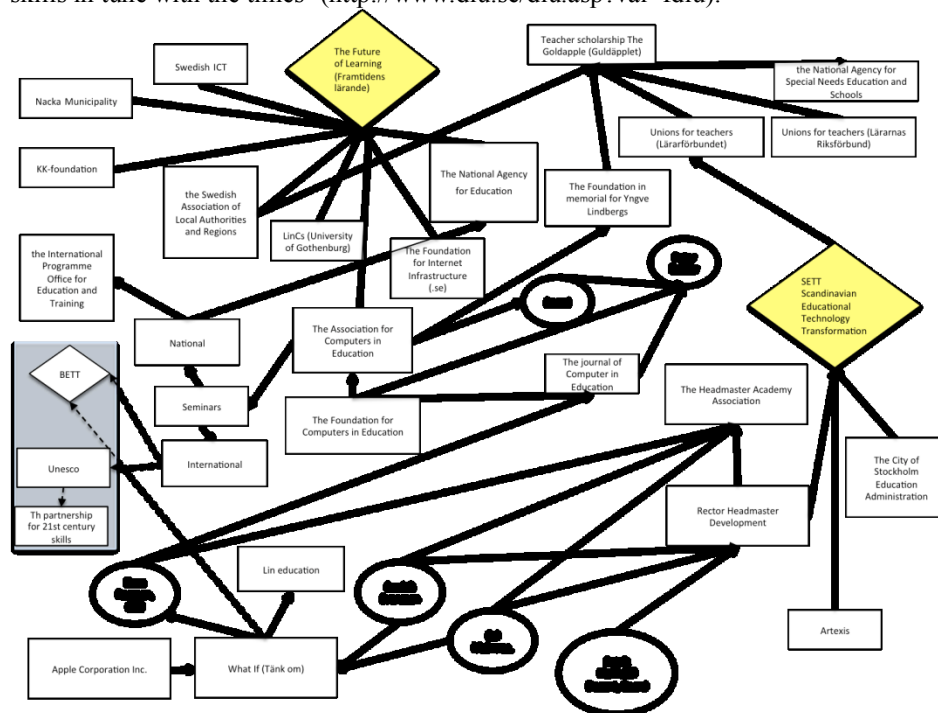 skills in tune with the times" (http://www.dfu.se/dfu.asp?val=4dfu).
The Future
of Learning
(Framtidens
lärande)
Teacher scholarship The
Goldapple (Guldäpplet)
Swedish ICT
the National Agency for
Special Needs Education and
Schools
Nacka Municipality
Unions for teachers
(Lärarförbundet)
Unions for teachers (Lärarnas
Riksförbund)
KK-foundation
the Swedish
Association of
Local Authorities
and Regions
LinCs (University
of Gothenburg)
The National Agency
for Education
The Foundation in
memorial for Yngve
Lindbergs
the International
Programme
Office for
Education and
Training
The Foundation
for Internet
Infrastructure
(.se)
SETT
Scandinavian
Educational
Technology
Transformation
National
The Association for
Computers in
Education
BETT
The journal of
Computer in
Education
The Headmaster Academy
Association
Seminars
The Foundation for
Computers in Education
Unesco
International
The City of
Stockholm
Education
Administration
Th partnership
for 21st century
skills
Rector Headmaster
Development
Lin education
Artexis
Apple Corporation Inc.
What If (Tänk om)